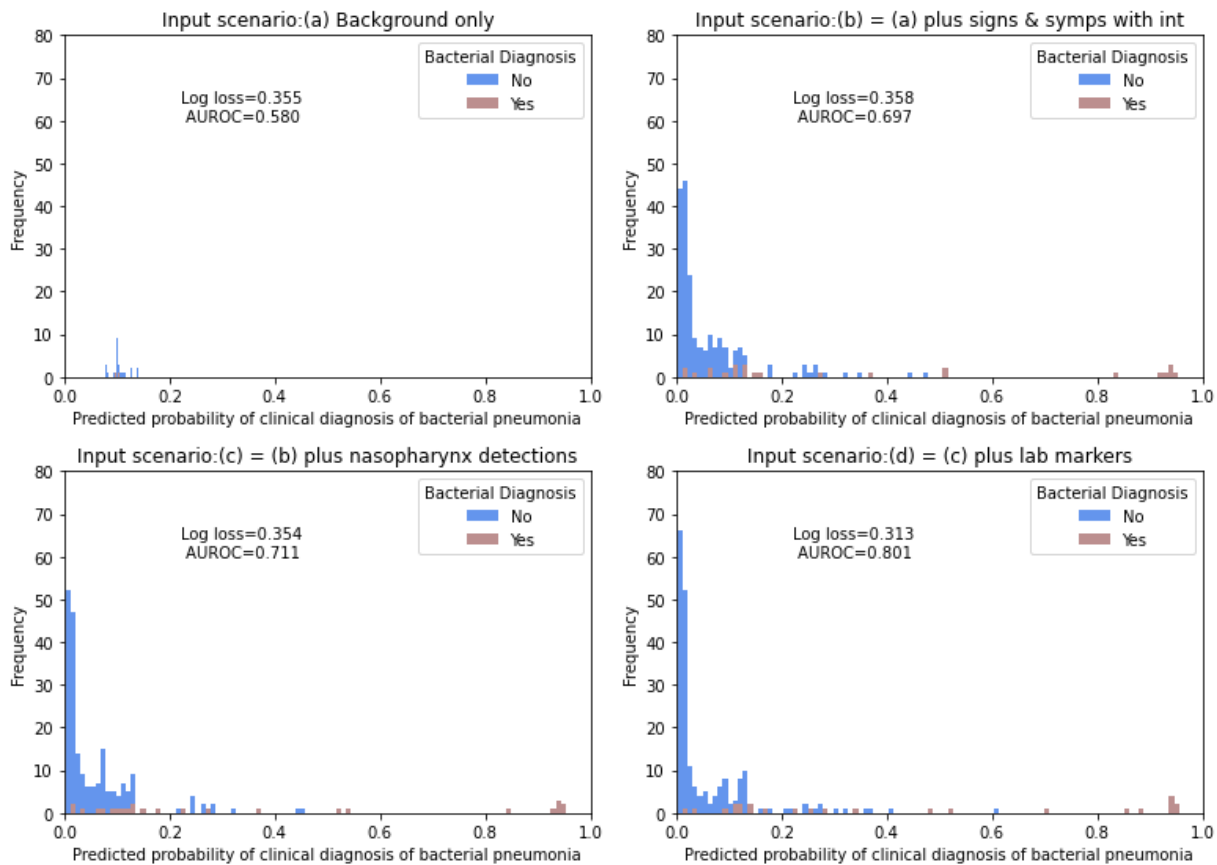 Input scenario:(a) Background only
80
70
60
50
40
30
20
10
0
Frequency
Log loss=0.355
AUROC=0.580
Bacterial Diagnosis
No
Yes
0.0 0.2 0.4 0.6 0.8 1.0
Predicted probability of clinical diagnosis of bacterial pneumonia
Input scenario:(b) = (a) plus signs & symps with int
80
70
60
50
40
30
20
10
0
Frequency
Log loss=0.358
AUROC=0.697
Bacterial Diagnosis
No
Yes
0.0 0.2 0.4 0.6 0.8 1.0
Predicted probability of clinical diagnosis of bacterial pneumonia
Input scenario:(c) = (b) plus nasopharynx detections
80
70
60
50
40
30
20
10
0
Frequency
Log loss=0.354
AUROC=0.711
Bacterial Diagnosis
No
Yes
0.0 0.2 0.4 0.6 0.8 1.0
Predicted probability of clinical diagnosis of bacterial pneumonia
Input scenario:(d) = (c) plus lab markers
80
70
60
50
40
30
20
10
0
Frequency
Log loss=0.313
AUROC=0.801
Bacterial Diagnosis
No
Yes
0.0 0.2 0.4 0.6 0.8 1.0
Predicted probability of clinical diagnosis of bacterial pneumonia